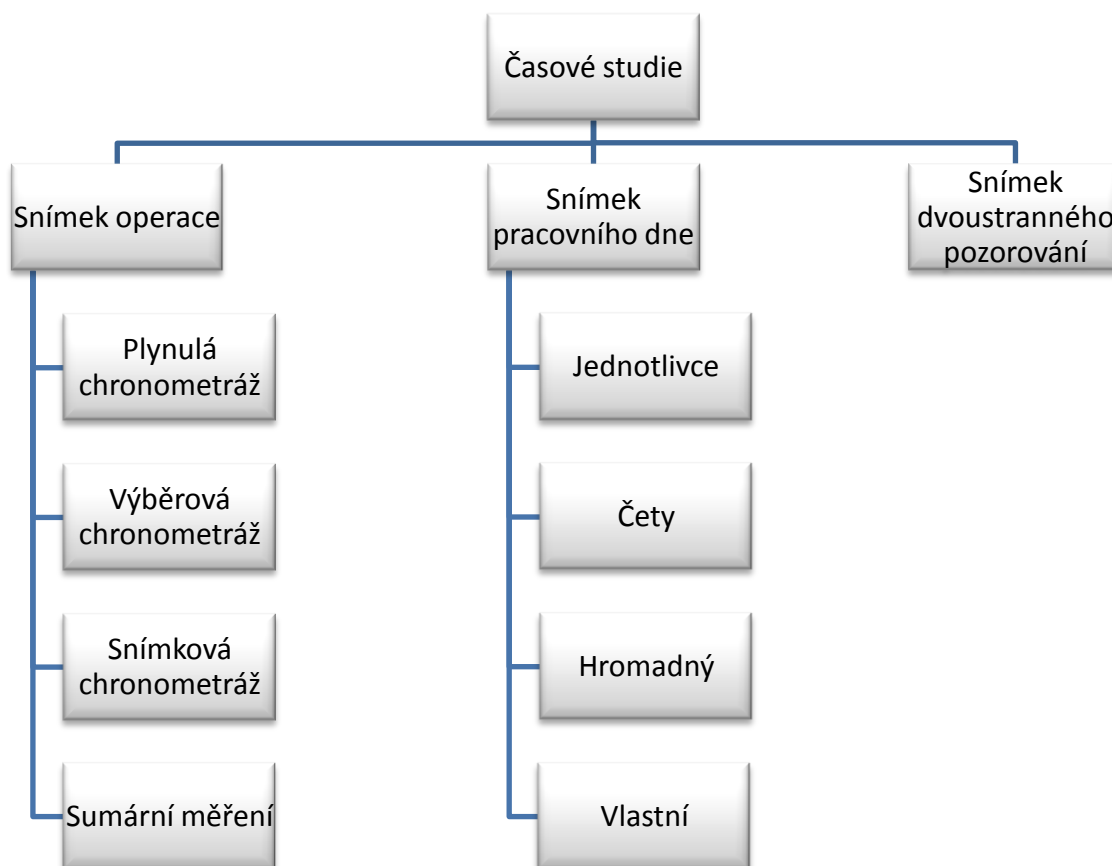 Časové studie
Snímek operace
Plynulá
chronometráž
Výběrová
chronometráž
Snímková
chronometráž
Sumární měření
Snímek
pracovního dne
Jednotlivce
Čety
Hromadný
Vlastní
Snímek
dvoustranného
pozorování